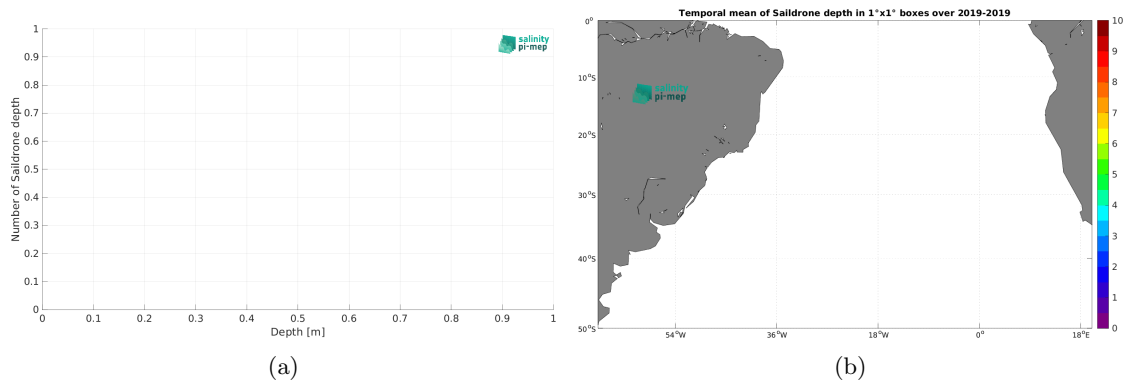 1
0.9
0.8
0.7
0.6
0.5
0.4
0.3
0.2
0.1
0
Number of Saildrone depth
0 0.1 0.2 0.3 0.4 0.5 0.6 0.7 0.8 0.9 1
Depth [m]
salinity
pi-mep
(a)
Temporal mean of Saildrone depth in 1°x1° boxes over 2019-2019
0°
10°S
20°S
30°S
40°S
50°S
54°W 36°W 18°W 0° 18°E
salinity
pi-mep
10
9
8
7
6
5
4
3
2
1
0
(b)